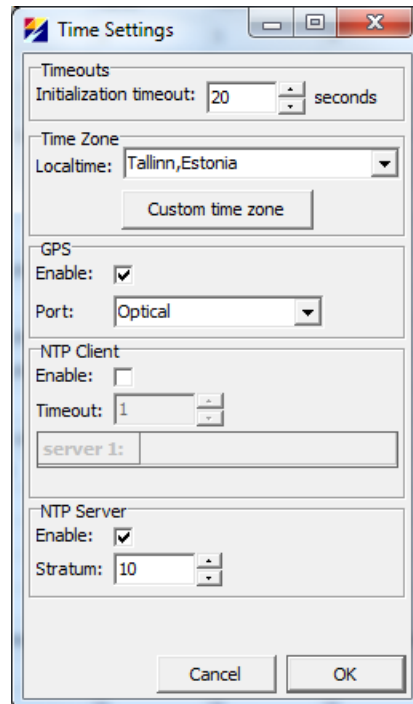 Time Settings
Timeouts
Initialization timeout: 20 seconds
Time Zone
Localtime: Tallinn,Estonia
Custom time zone
GPS
Enable:
Port: Optical
NTP Client
Enable:
Timeout: 1
server 1:
NTP Server
Enable:
Stratum: 10
Cancel OK